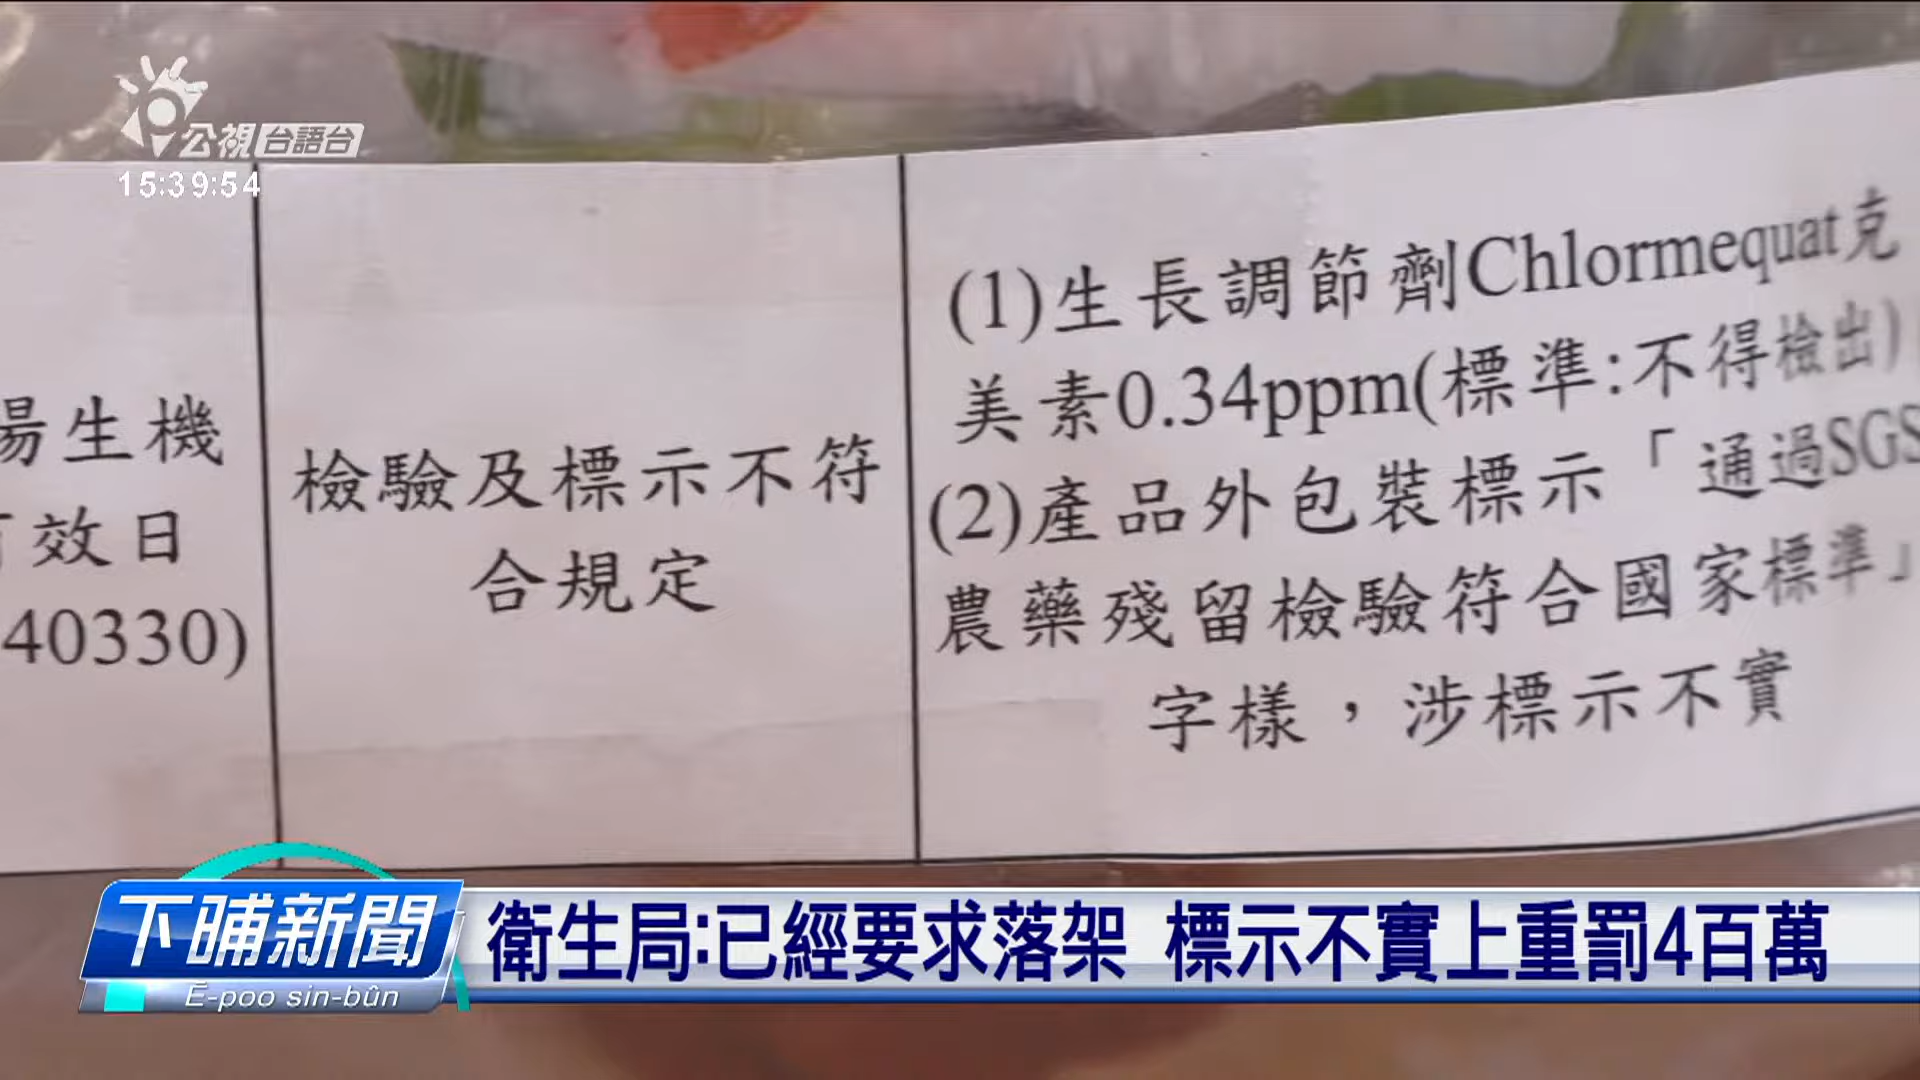 公視台語台
15:39:54
生機
效日
40330)
檢驗及標示不符
合規定
(1)生長調節劑Chlormequat克
美素0.34ppm(標準:不得檢出)
(2)產品外包裝標示「通過SGS
農藥殘留檢驗符合國家標準」
字樣，涉標示不實
下晡新聞
Ē-poo sin-bûn
衛生局:已經要求落架 標示不實上重罰4百萬